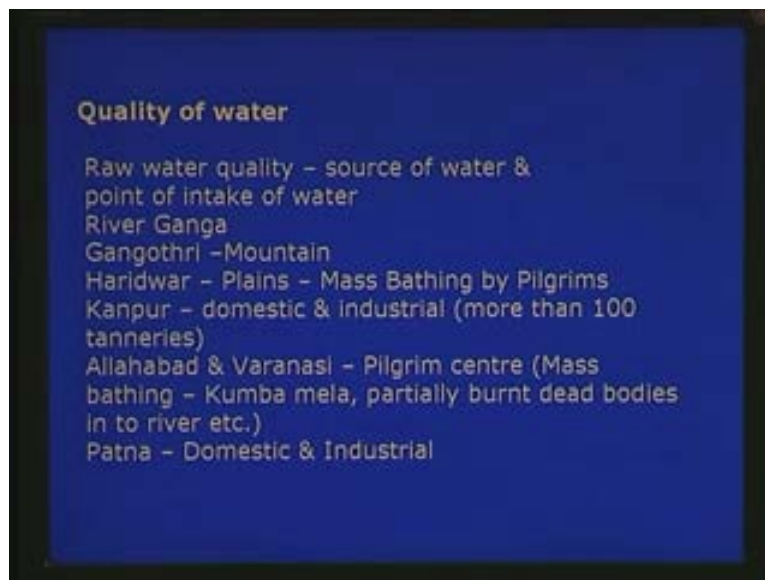 Quality of water
Raw water quality – source of water &
point of intake of water
River Ganga
Gangothri –Mountain
Haridwar – Plains – Mass Bathing by Pilgrims
Kanpur – domestic & industrial (more than 100
tanneries)
Allahabad & Varanasi – Pilgrim centre (Mass
bathing – Kumba mela, partially burnt dead bodies
in to river etc.)
Patna – Domestic & Industrial